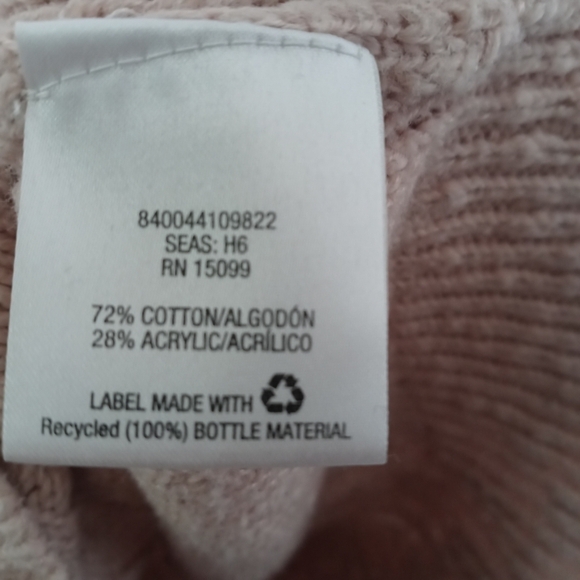 840044109822
SEAS: H6
RN 15099
72% COTTON/ALGODÓN
28% ACRYLIC/ACRÍLICO
LABEL MADE WITH
Recycled (100%) BOTTLE MATERIAL